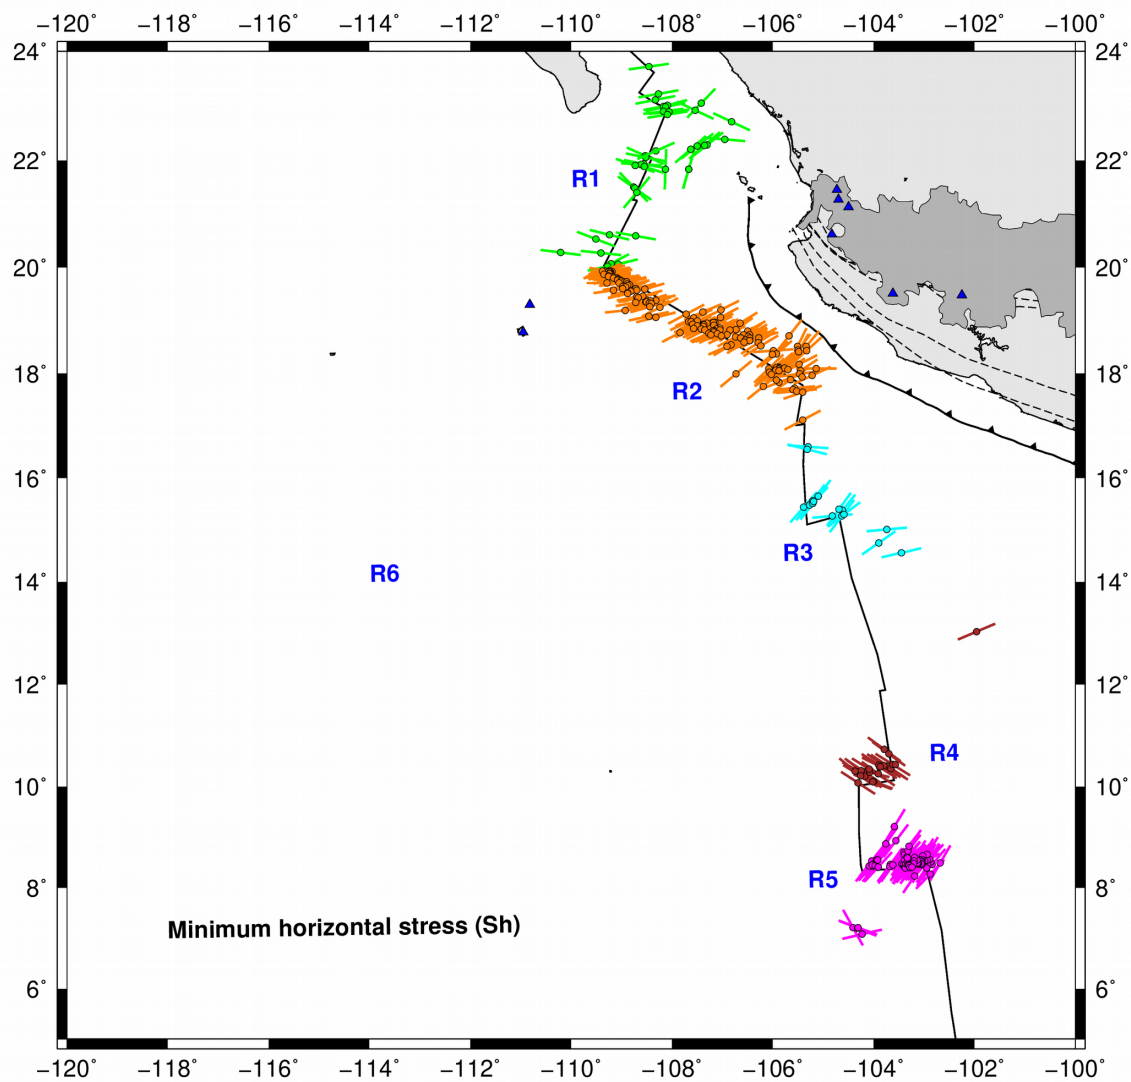 −120° −118° −116° −114° −112° −110° −108° −106° −104° −102° −100°
24° 24°
22° 22°
R1
20° 20°
18° 18°
R2
16° 16°
R3
R6
14° 14°
12° 12°
R4
10° 10°
R5
8° 8°
Minimum horizontal stress (Sh)
6° 6°
−120° −118° −116° −114° −112° −110° −108° −106° −104° −102° −100°